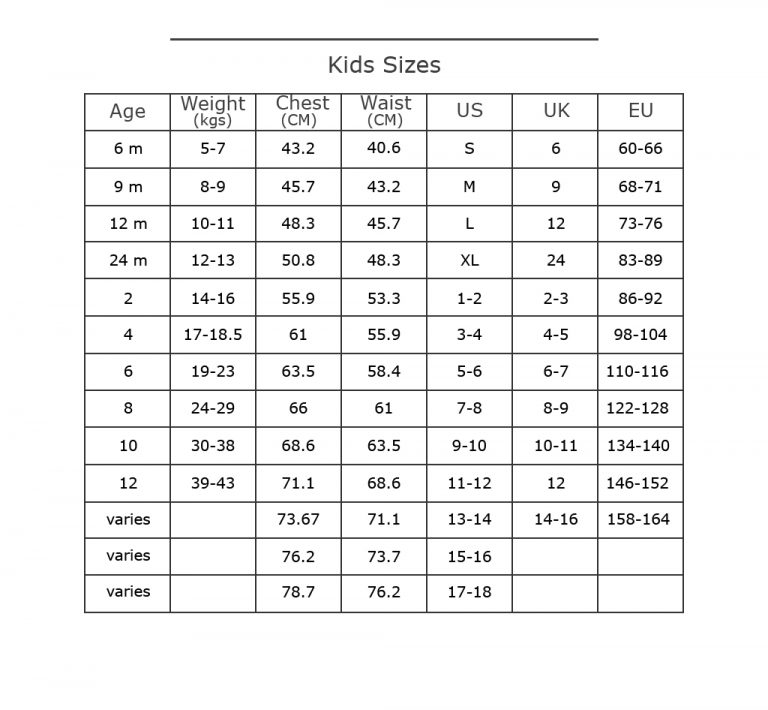 Kids Sizes
Age Weight (kgs) Chest (CM) Waist (CM) US UK EU
6 m 5-7 43.2 40.6 S 6 60-66
9 m 8-9 45.7 43.2 M 9 68-71
12 m 10-11 48.3 45.7 L 12 73-76
24 m 12-13 50.8 48.3 XL 24 83-89
2 14-16 55.9 53.3 1-2 2-3 86-92
4 17-18.5 61 55.9 3-4 4-5 98-104
6 19-23 63.5 58.4 5-6 6-7 110-116
8 24-29 66 61 7-8 8-9 122-128
10 30-38 68.6 63.5 9-10 10-11 134-140
12 39-43 71.1 68.6 11-12 12 146-152
varies 73.67 71.1 13-14 14-16 158-164
varies 76.2 73.7 15-16
varies 78.7 76.2 17-18